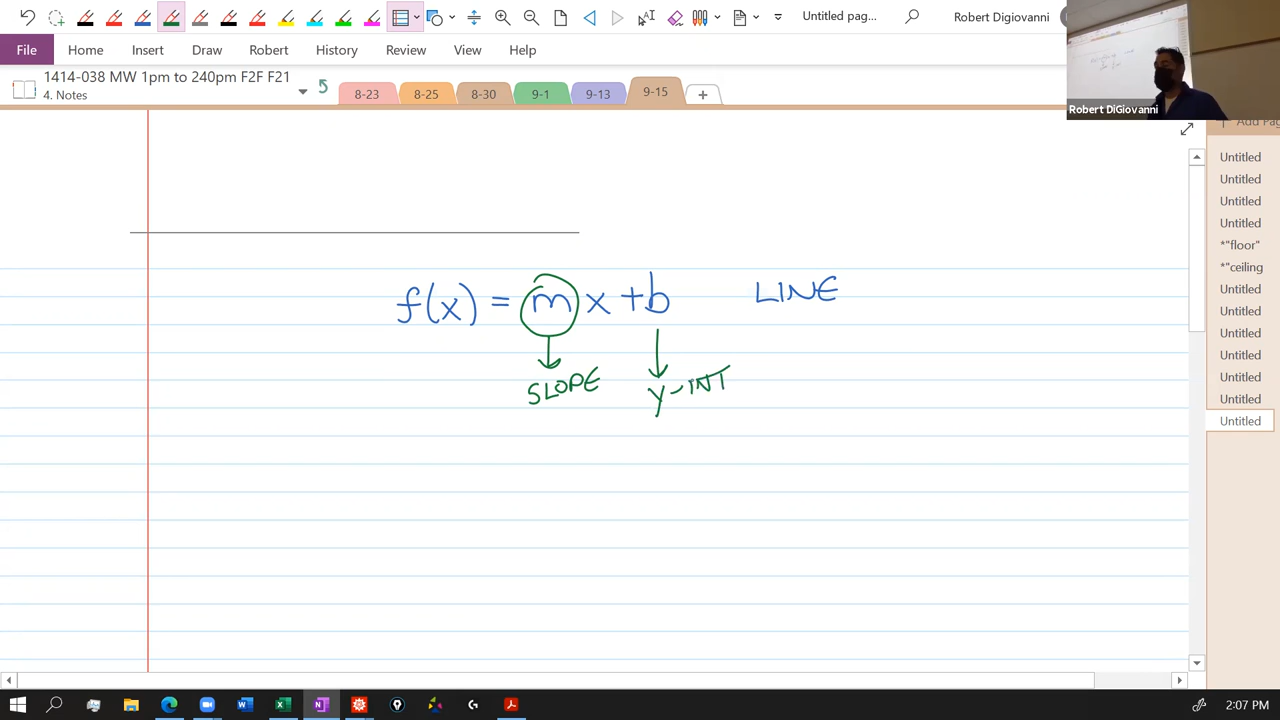 Untitled pag...
Robert Digiovanni
File
Home
Insert
Draw
Robert
History
Review
View
Help
1414-038 MW 1pm to 240pm F2F F21
4. Notes
8-23
8-25
8-30
9-1
9-13
9-15
Robert DiGiovanni
Add Pag
Untitled
Untitled
Untitled
Untitled
*"floor"
*"ceiling
Untitled
Untitled
Untitled
Untitled
Untitled
Untitled
Untitled
f(x) = mx + b LINE
SLOPE y-INT
2:07 PM